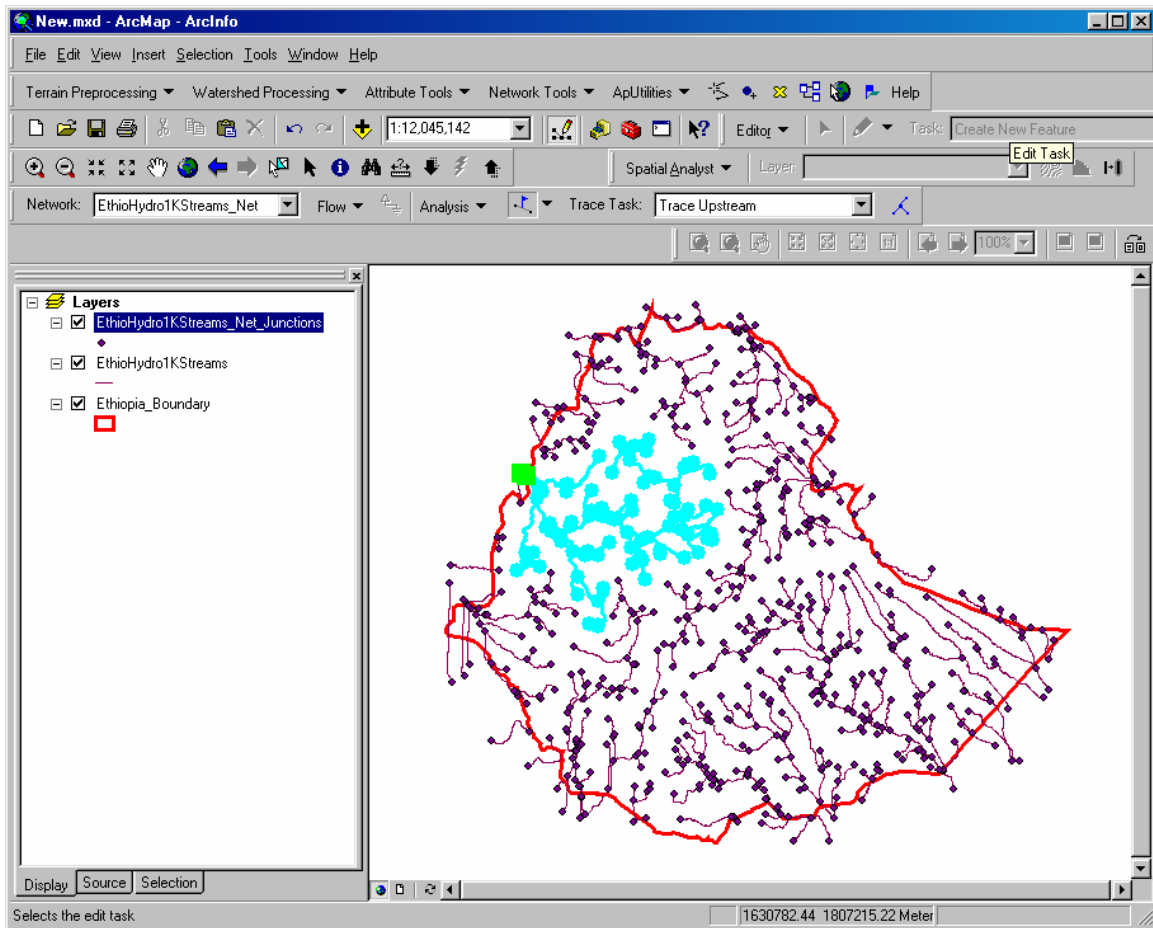 New.mxd - ArcMap - ArcInfo
File Edit View Insert Selection Tools Window Help
Terrain Preprocessing Watershed Processing Attribute Tools Network Tools ApUtilities Help
1:12,045,142 Editor Task: Create New Feature
Edit Task
Spatial Analyst Layer:
Network: EthioHydro1KStreams_Net Flow Analysis Trace Task: Trace Upstream
100%
Layers
EthioHydro1KStreams_Net_Junctions
EthioHydro1KStreams
Ethiopia_Boundary
Display Source Selection
Selects the edit task 1630782.44 1807215.22 Meter